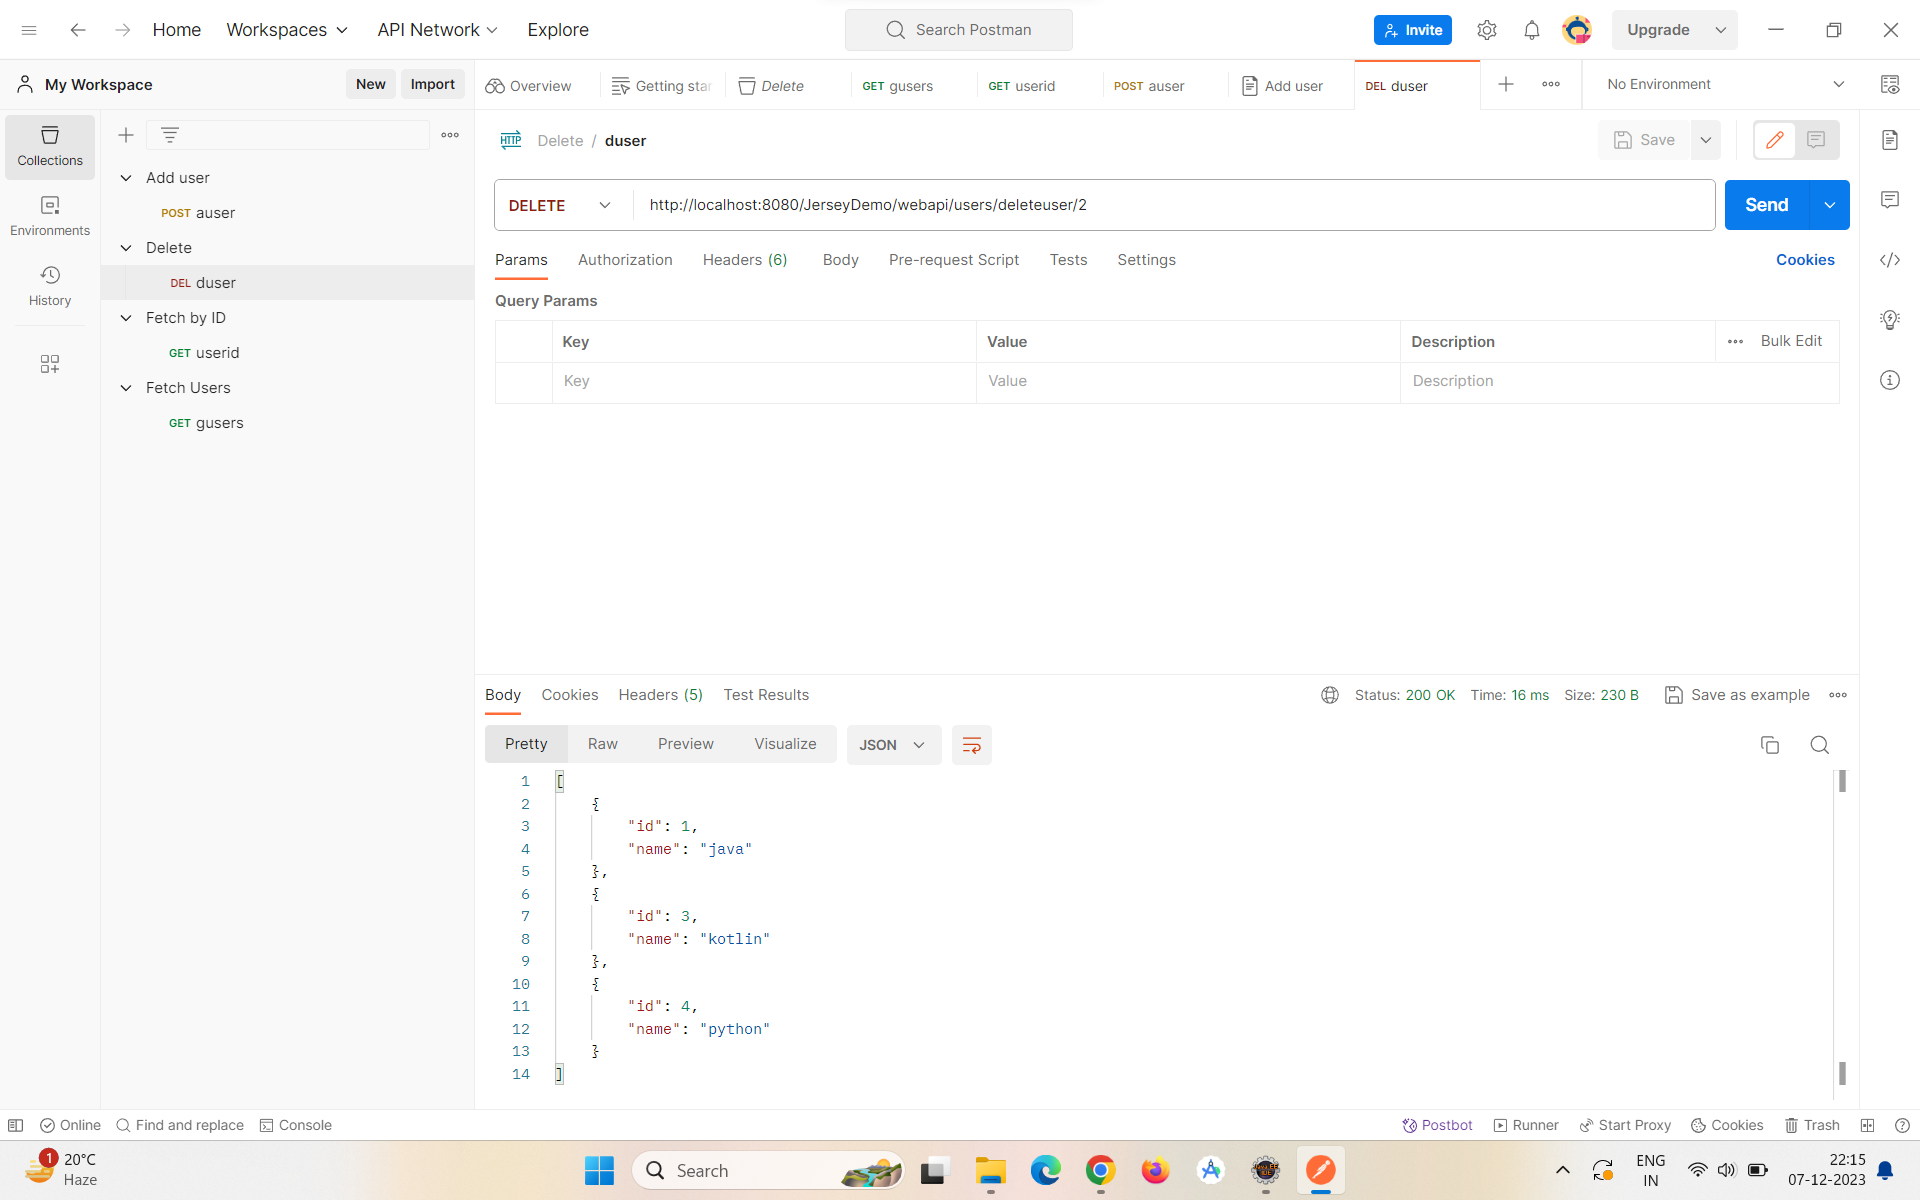 Home Workspaces API Network Explore Search Postman Invite Upgrade
My Workspace New Import Overview Getting star Delete GET gusers GET userid POST auser Add user DEL duser No Environment
Collections
Environments
History
Add user
POST auser
Delete
DEL duser
Fetch by ID
GET userid
Fetch Users
GET gusers
HTTP Delete / duser Save
DELETE http://localhost:8080/JerseyDemo/webapi/users/deleteuser/2 Send
Params Authorization Headers (6) Body Pre-request Script Tests Settings Cookies
Query Params
Key Value Description Bulk Edit
Key Value Description
Body Cookies Headers (5) Test Results Status: 200 OK Time: 16 ms Size: 230 B Save as example
Pretty Raw Preview Visualize JSON
1 [
2 {
3 "id": 1,
4 "name": "java"
5 },
6 {
7 "id": 3,
8 "name": "kotlin"
9 },
10 {
11 "id": 4,
12 "name": "python"
13 }
14 ]
Online Find and replace Console Postbot Runner Start Proxy Cookies Trash
1 20°C
Haze
Search
ENG
IN
22:15
07-12-2023